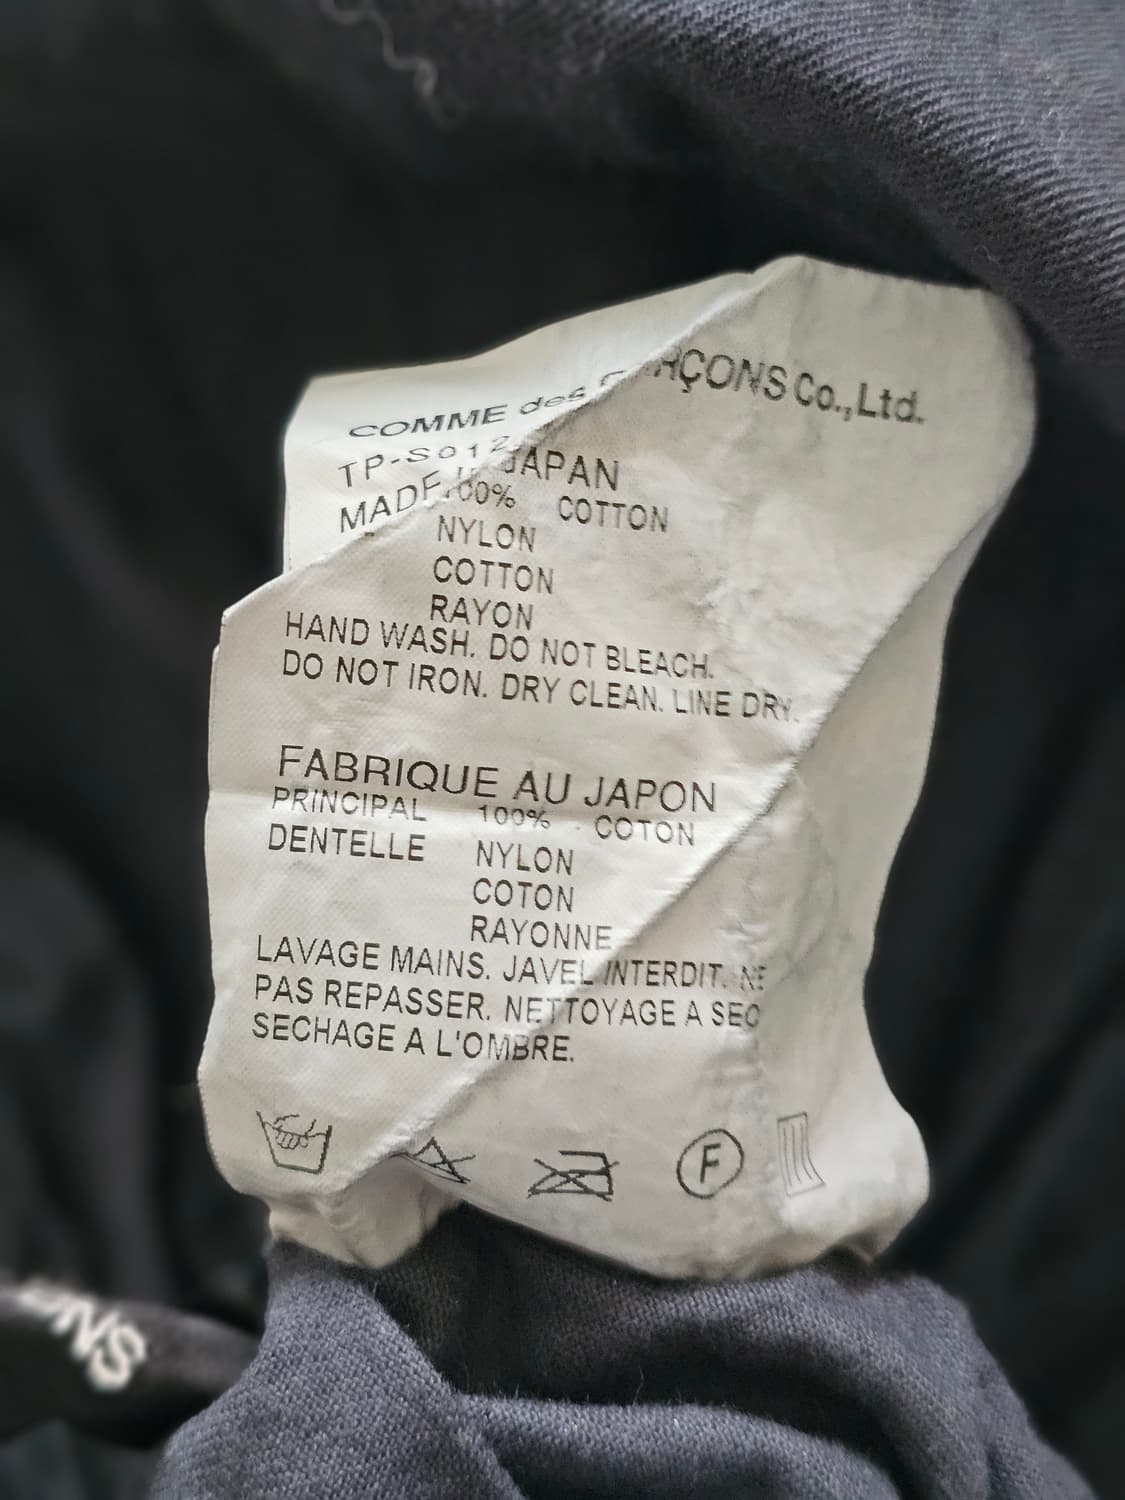 COMME des GARÇONS Co.,Ltd.
TP-S012
MADE IN JAPAN
100% COTTON
NYLON
COTTON
RAYON
HAND WASH. DO NOT BLEACH.
DO NOT IRON. DRY CLEAN. LINE DRY.
FABRIQUE AU JAPON
PRINCIPAL 100% COTON
DENTELLE NYLON
COTON
RAYONNE
LAVAGE MAINS. JAVEL INTERDIT. NE
PAS REPASSER. NETTOYAGE A SEC
SECHAGE A L'OMBRE.
F
ONS